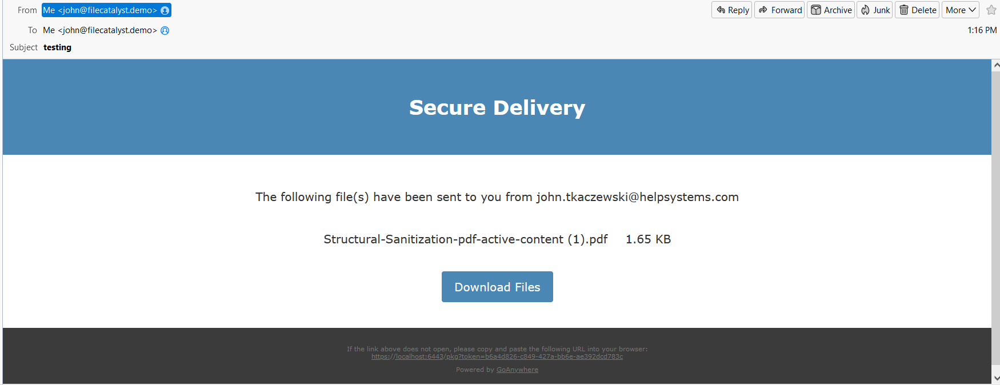 From Me <john@filecatalyst.demo> Reply Forward Archive Junk Delete More
To Me <john@filecatalyst.demo> 1:16 PM
Subject testing
Secure Delivery
The following file(s) have been sent to you from john.tkaczewski@helpsystems.com
Structural-Sanitization-pdf-active-content (1).pdf 1.65 KB
Download Files
If the link above does not open, please copy and paste the following URL into your browser:
https://localhost:6443/pkg?token=b6a4d826-c849-427a-bb6e-ae392dcd783c
Powered by GoAnywhere